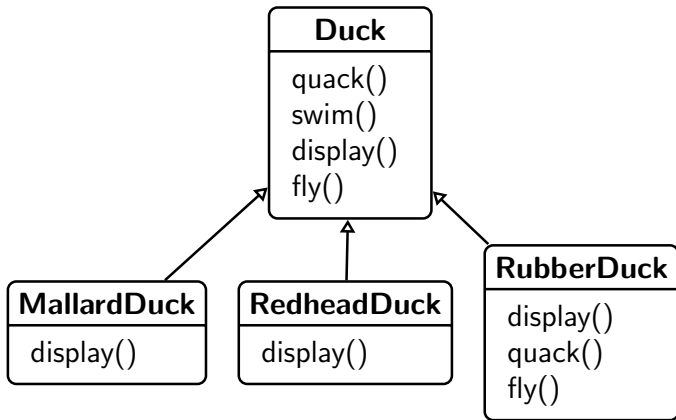 Duck
quack()
swim()
display()
fly()
MallardDuck
display()
RedheadDuck
display()
RubberDuck
display()
quack()
fly()